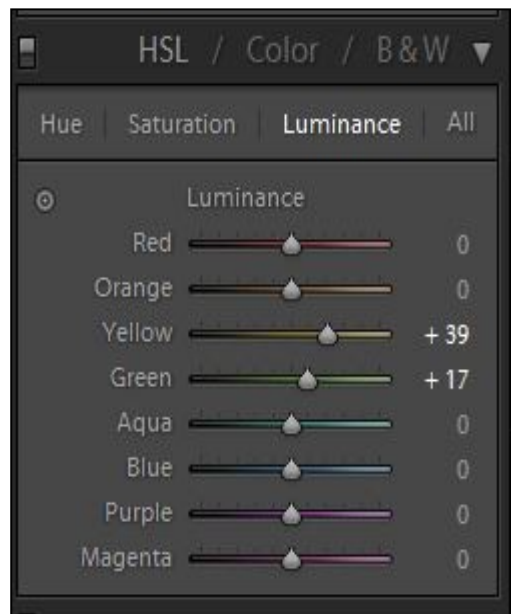 HSL / Color / B & W
Hue | Saturation | Luminance | All
Luminance
Red 0
Orange 0
Yellow + 39
Green + 17
Aqua 0
Blue 0
Purple 0
Magenta 0